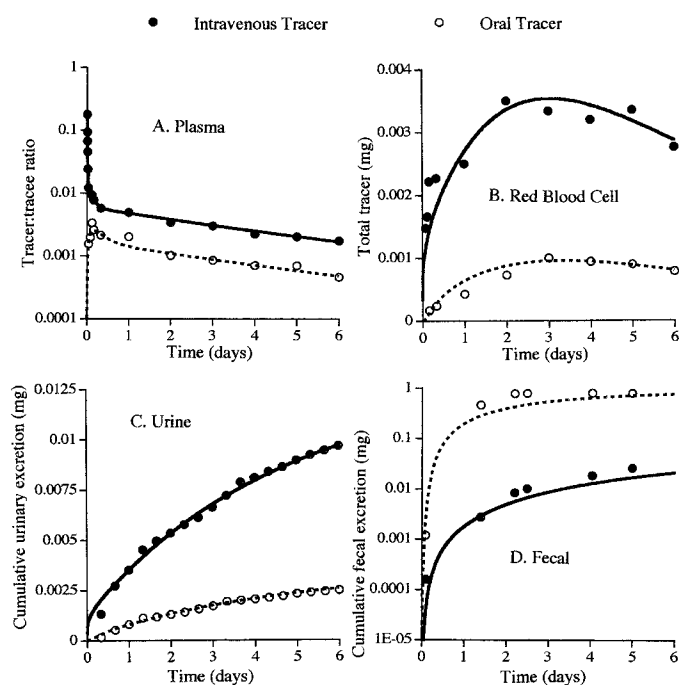 Intravenous Tracer
Oral Tracer
A. Plasma
Tracer:tracee ratio
1
0.1
0.01
0.001
0.0001
0 1 2 3 4 5 6
Time (days)
B. Red Blood Cell
Total tracer (mg)
0.004
0.003
0.002
0.001
0
0 1 2 3 4 5 6
Time (days)
C. Urine
Cumulative urinary excretion (mg)
0.0125
0.01
0.0075
0.005
0.0025
0
0 1 2 3 4 5 6
Time (days)
D. Fecal
Cumulative fecal excretion (mg)
1
0.1
0.01
0.001
0.0001
1E-05
0 1 2 3 4 5 6
Time (days)